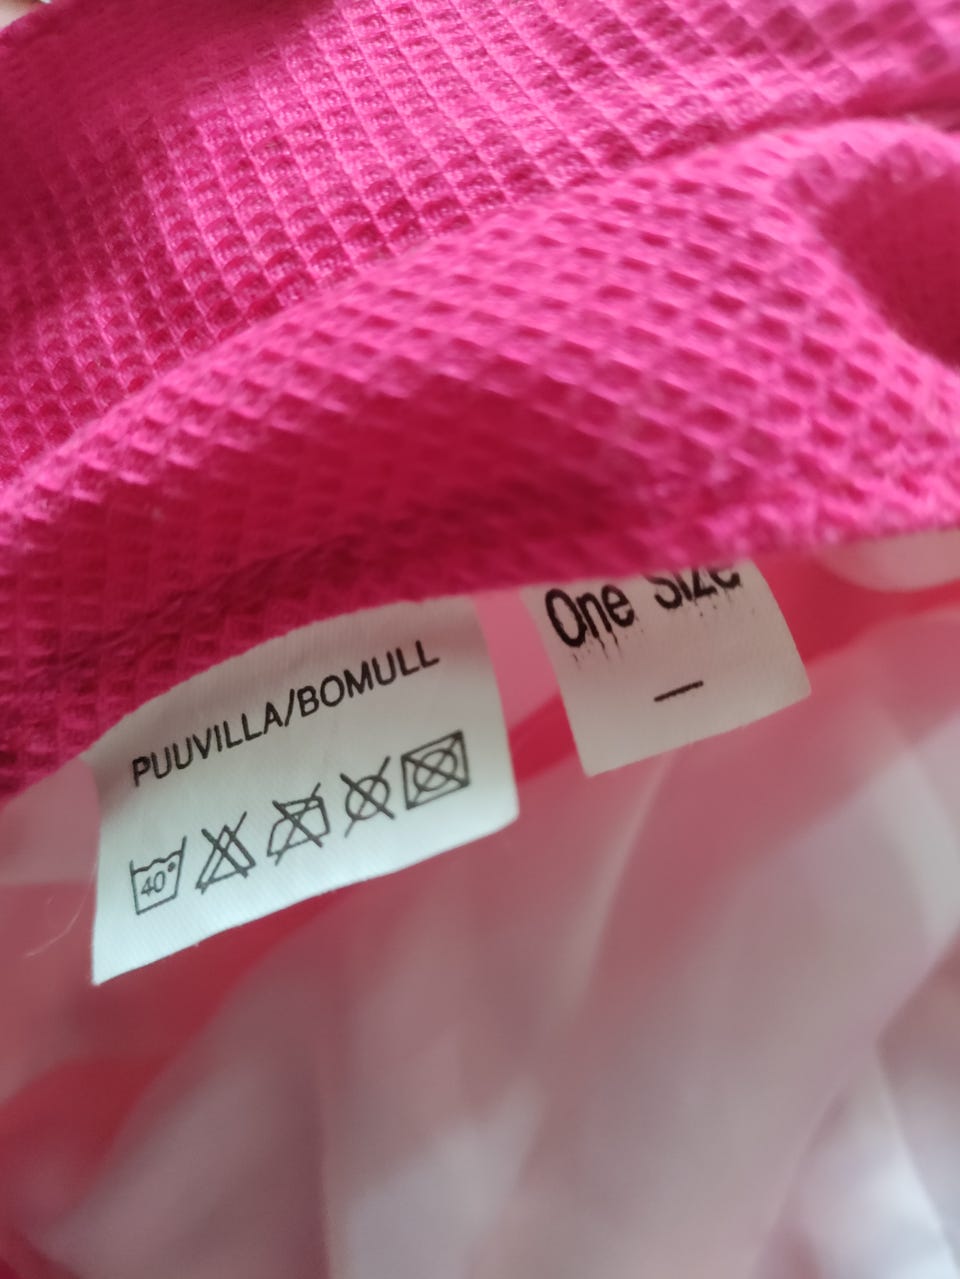 PUUVILLA/BOMULL
40°
One Size
—